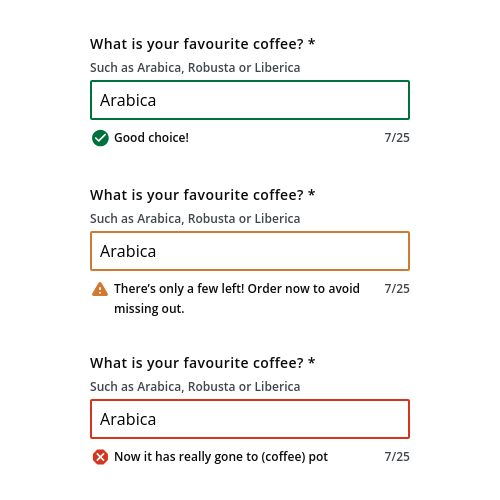 What is your favourite coffee? *
Such as Arabica, Robusta or Liberica
Arabica
Good choice! 7/25
What is your favourite coffee? *
Such as Arabica, Robusta or Liberica
Arabica
There’s only a few left! Order now to avoid 7/25
missing out.
What is your favourite coffee? *
Such as Arabica, Robusta or Liberica
Arabica
Now it has really gone to (coffee) pot 7/25